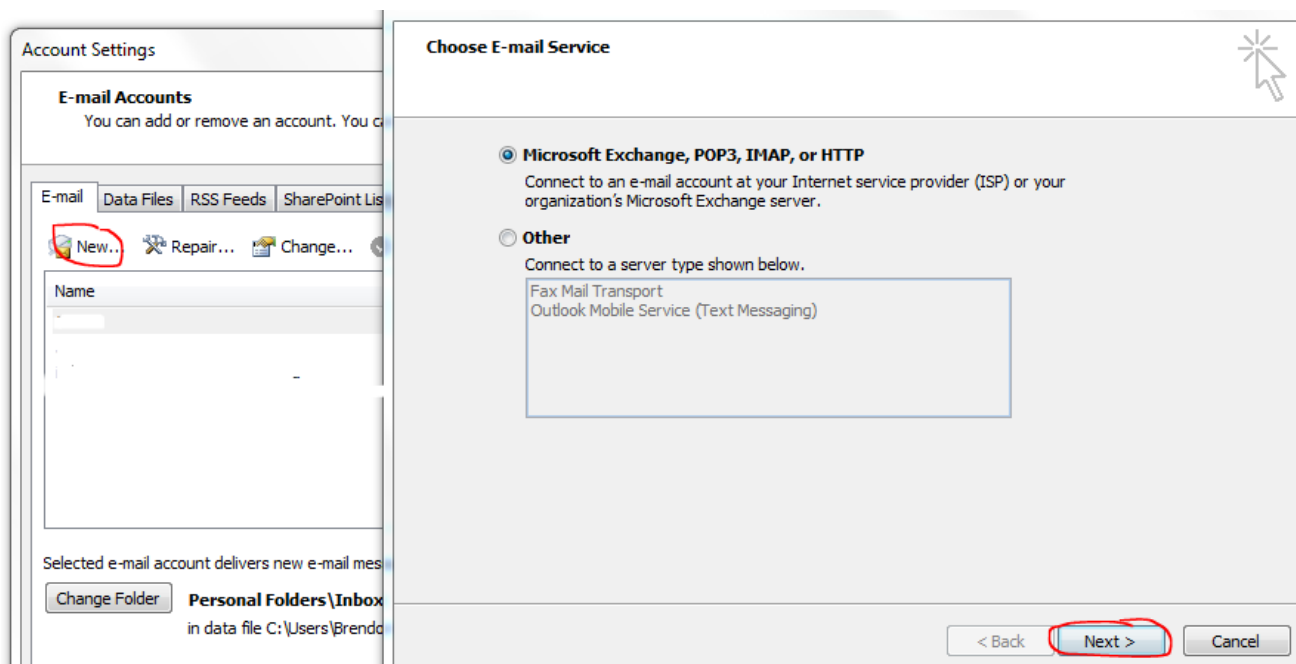 Account Settings
E-mail Accounts
You can add or remove an account. You ca
E-mail Data Files RSS Feeds SharePoint Lis
New... Repair... Change...
Name
Selected e-mail account delivers new e-mail mes
Change Folder Personal Folders\Inbox
in data file C:\Users\Brendo
Choose E-mail Service
Microsoft Exchange, POP3, IMAP, or HTTP
Connect to an e-mail account at your Internet service provider (ISP) or your
organization's Microsoft Exchange server.
Other
Connect to a server type shown below.
Fax Mail Transport
Outlook Mobile Service (Text Messaging)
< Back Next > Cancel